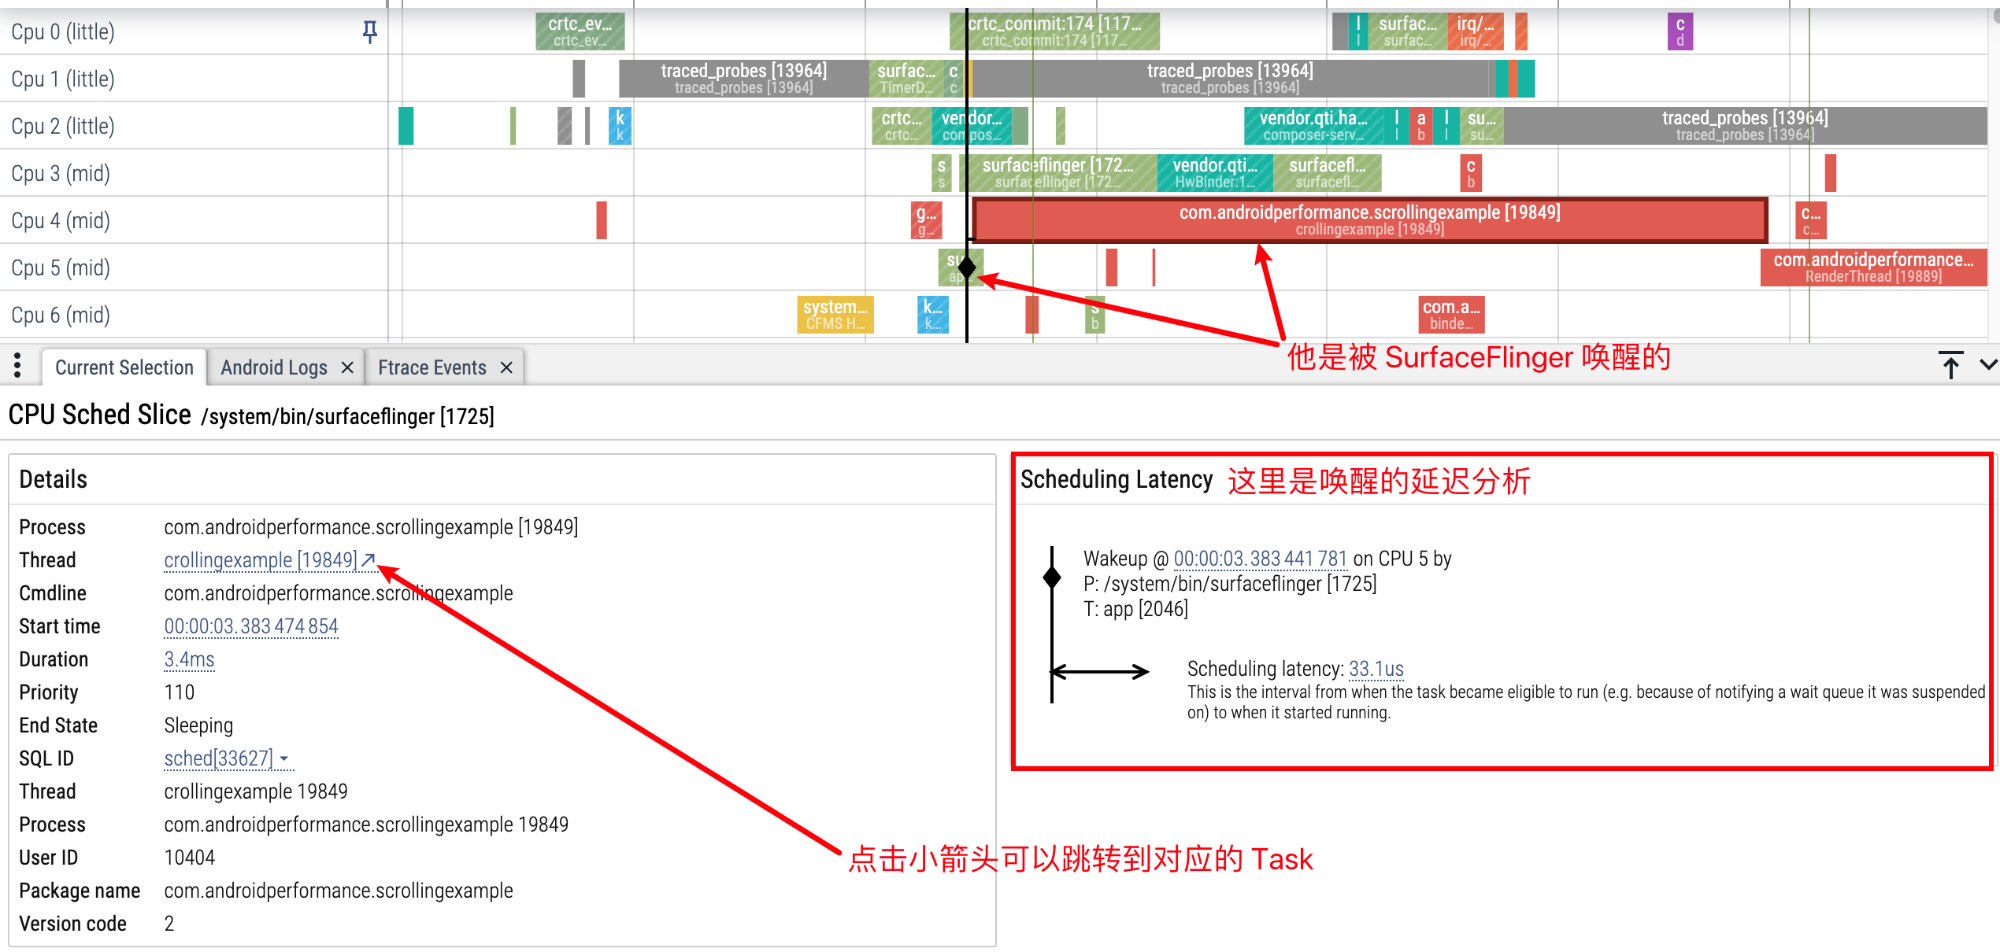 Cpu 0 (little)
crtc_ev...
crtc_ev...
crtc_commit:174 [117...
crtc_commit:174 [117...
l
l
surfac...
surfac...
irq/...
irq/...
c
d
Cpu 1 (little)
traced_probes [13964]
traced_probes [13964]
surfac...
TimerD...
c
c
traced_probes [13964]
traced_probes [13964]
Cpu 2 (little)
k
k
crtc...
crtc...
vendor...
compos...
vendor.qti.ha...
composer-serv...
l
l
a
b
l
l
su...
su...
traced_probes [13964]
traced_probes [13964]
Cpu 3 (mid)
s
s
surfaceflinger [172...
surfaceflinger [172...
vendor.qti...
HwBinder:1...
surfacefl...
surfacefl...
c
b
Cpu 4 (mid)
g...
g...
com.androidperformance.scrollingexample [19849]
crollingexample [19849]
c...
c...
Cpu 5 (mid)
su
ap
com.androidperformance...
RenderThread [19889]
Cpu 6 (mid)
system...
CFMS H...
k...
k...
s
b
com.a...
binde...
他是被 SurfaceFlinger 唤醒的
Current Selection
Android Logs
Ftrace Events
CPU Sched Slice /system/bin/surfaceflinger [1725]
Details
Process com.androidperformance.scrollingexample [19849]
Thread crollingexample [19849]
Cmdline com.androidperformance.scrollingexample
Start time 00:00:03.383 474 854
Duration 3.4ms
Priority 110
End State Sleeping
SQL ID sched[33627]
Thread crollingexample 19849
Process com.androidperformance.scrollingexample 19849
User ID 10404
Package name com.androidperformance.scrollingexample
Version code 2
点击小箭头可以跳转到对应的 Task
Scheduling Latency 这里是唤醒的延迟分析
Wakeup @ 00:00:03.383 441 781 on CPU 5 by
P: /system/bin/surfaceflinger [1725]
T: app [2046]
Scheduling latency: 33.1us
This is the interval from when the task became eligible to run (e.g. because of notifying a wait queue it was suspended
on) to when it started running.